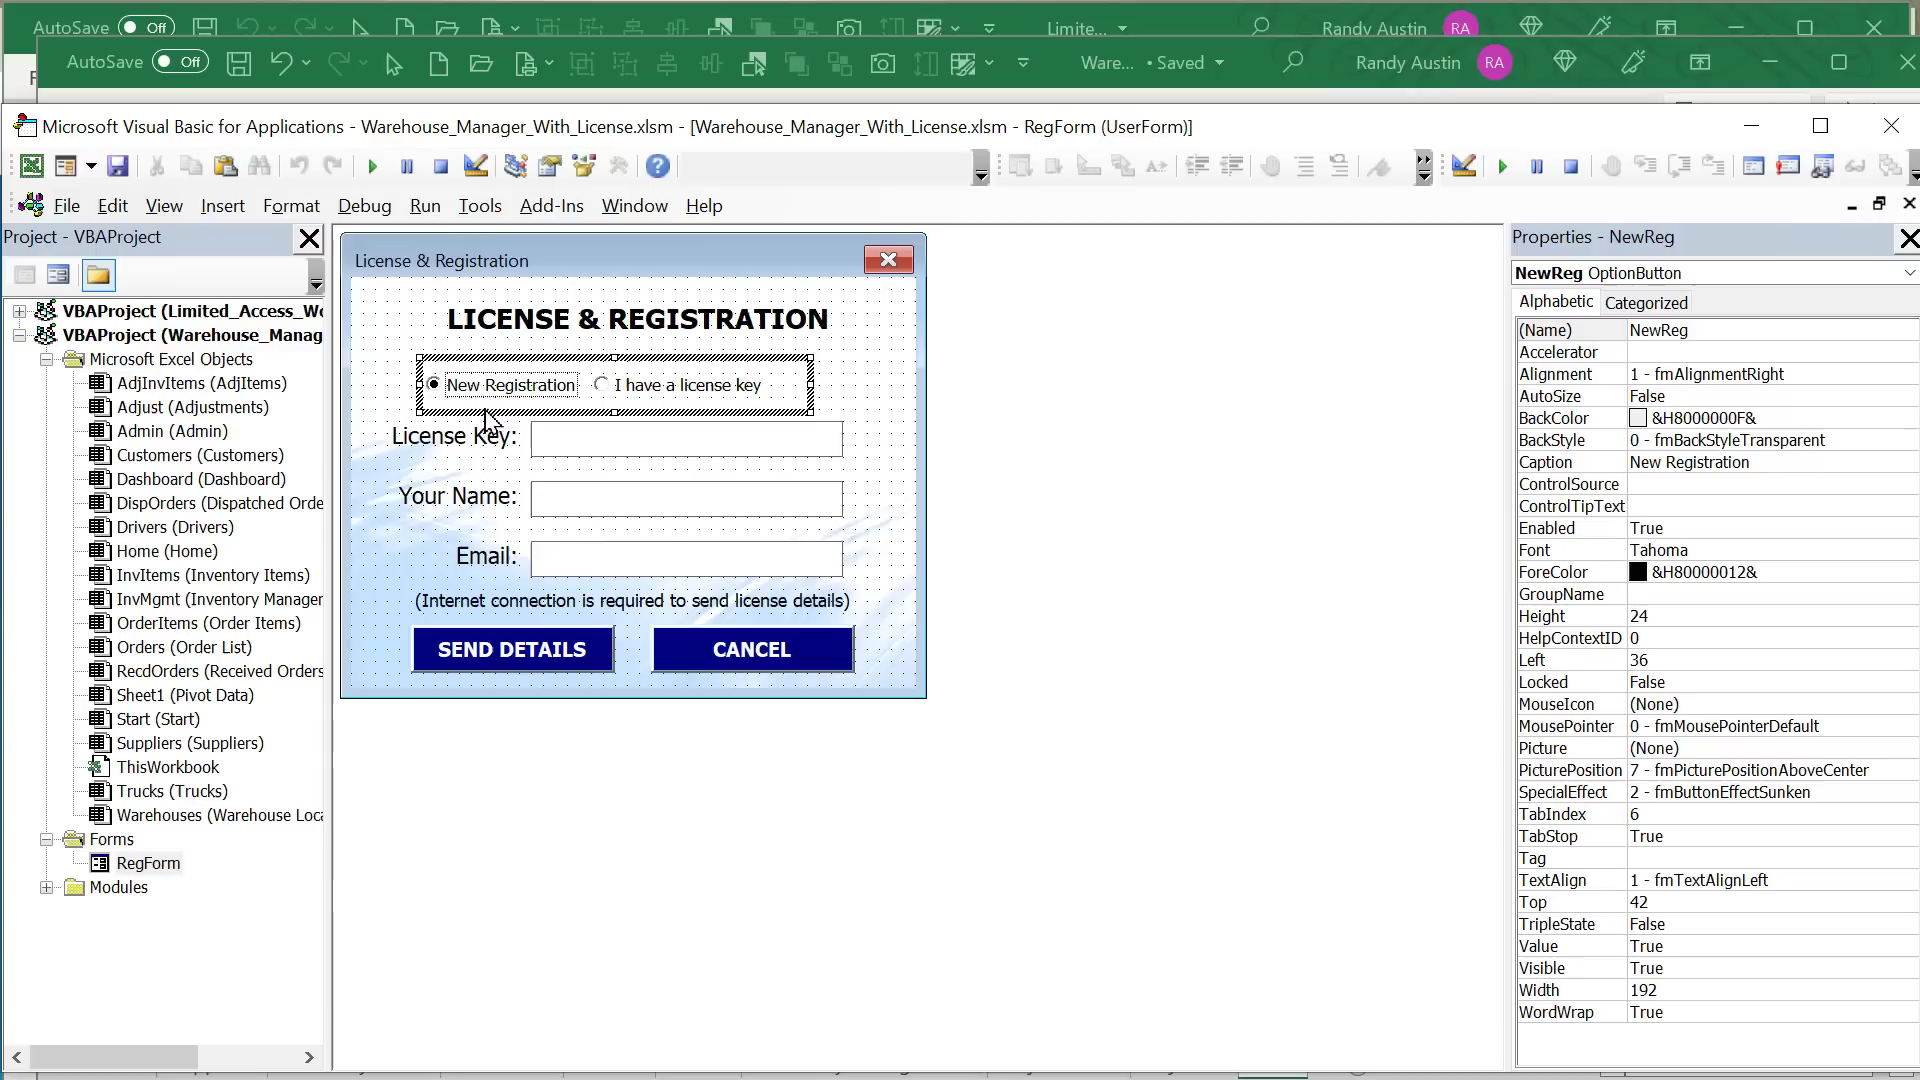 AutoSave Off Limite... Randy Austin RA
AutoSave Off Ware... • Saved Randy Austin RA
Microsoft Visual Basic for Applications - Warehouse_Manager_With_License.xlsm - [Warehouse_Manager_With_License.xlsm - RegForm (UserForm)]
File Edit View Insert Format Debug Run Tools Add-Ins Window Help
Project - VBAProject
VBAProject (Limited_Access_Wo
VBAProject (Warehouse_Manag
Microsoft Excel Objects
AdjInvItems (AdjItems)
Adjust (Adjustments)
Admin (Admin)
Customers (Customers)
Dashboard (Dashboard)
DispOrders (Dispatched Orde
Drivers (Drivers)
Home (Home)
InvItems (Inventory Items)
InvMgmt (Inventory Manager
OrderItems (Order Items)
Orders (Order List)
RecdOrders (Received Orders
Sheet1 (Pivot Data)
Start (Start)
Suppliers (Suppliers)
ThisWorkbook
Trucks (Trucks)
Warehouses (Warehouse Loca
Forms
RegForm
Modules
License & Registration
LICENSE & REGISTRATION
New Registration I have a license key
License Key:
Your Name:
Email:
(Internet connection is required to send license details)
SEND DETAILS CANCEL
Properties - NewReg
NewReg OptionButton
Alphabetic Categorized
(Name) NewReg
Accelerator
Alignment 1 - fmAlignmentRight
AutoSize False
BackColor &H8000000F&
BackStyle 0 - fmBackStyleTransparent
Caption New Registration
ControlSource
ControlTipText
Enabled True
Font Tahoma
ForeColor &H80000012&
GroupName
Height 24
HelpContextID 0
Left 36
Locked False
MouseIcon (None)
MousePointer 0 - fmMousePointerDefault
Picture (None)
PicturePosition 7 - fmPicturePositionAboveCenter
SpecialEffect 2 - fmButtonEffectSunken
TabIndex 6
TabStop True
Tag
TextAlign 1 - fmTextAlignLeft
Top 42
TripleState False
Value True
Visible True
Width 192
WordWrap True